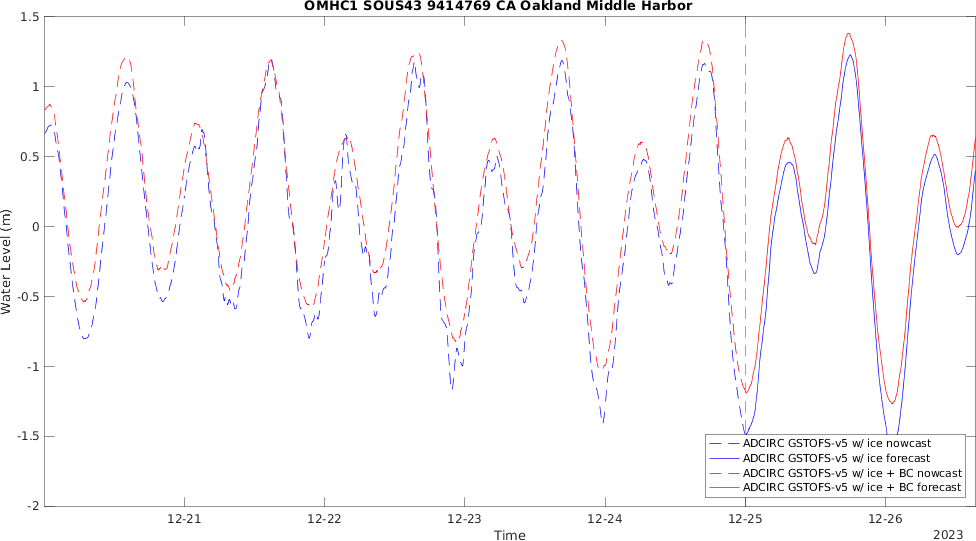 OMHC1 SOUS43 9414769 CA Oakland Middle Harbor
1.5
1
0.5
0
-0.5
-1
-1.5
-2
Water Level (m)
12-21
12-22
12-23
12-24
12-25
12-26
Time
2023
ADCIRC GSTOFS-v5 w/ ice nowcast
ADCIRC GSTOFS-v5 w/ ice forecast
ADCIRC GSTOFS-v5 w/ ice + BC nowcast
ADCIRC GSTOFS-v5 w/ ice + BC forecast